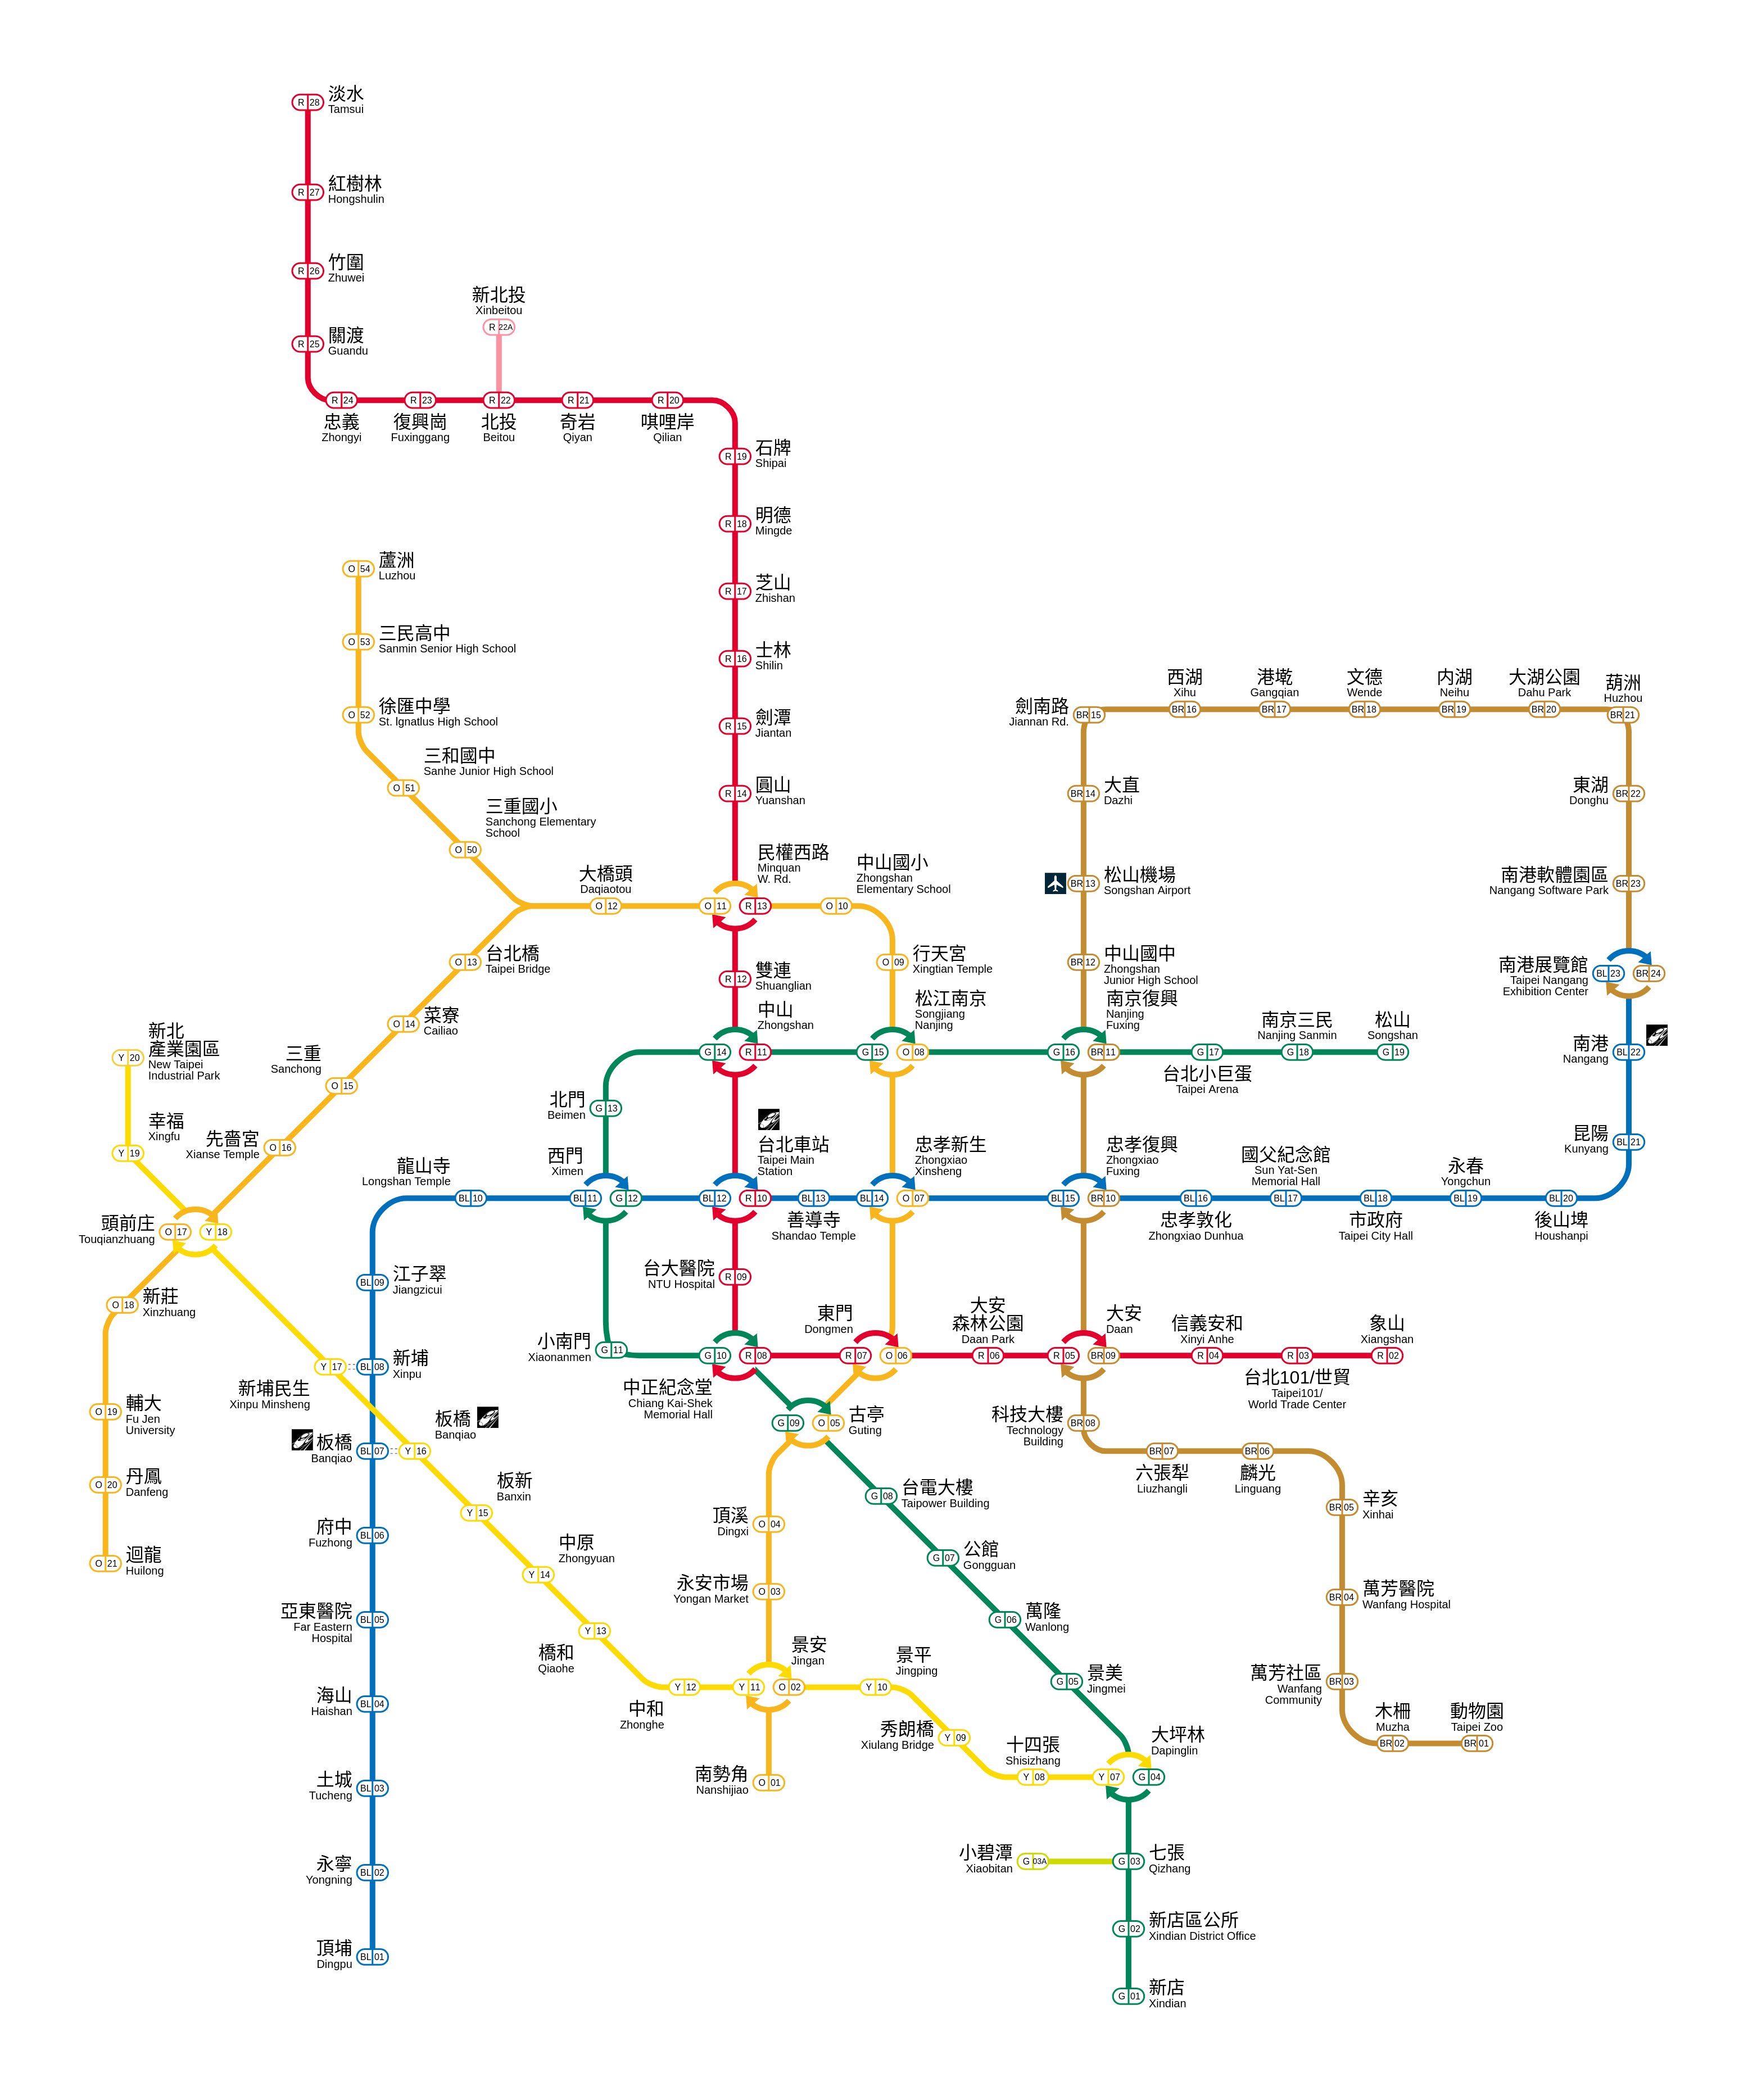 R 28
淡水
Tamsui
R 27
紅樹林
Hongshulin
R 26
竹圍
Zhuwei
R 25
關渡
Guandu
新北投
Xinbeitou
R 22A
R 24
忠義
Zhongyi
R 23
復興崗
Fuxinggang
R 22
北投
Beitou
R 21
奇岩
Qiyan
R 20
唭哩岸
Qilian
R 19
石牌
Shipai
R 18
明德
Mingde
R 17
芝山
Zhishan
R 16
士林
Shilin
R 15
劍潭
Jiantan
R 14
圓山
Yuanshan
O 54
蘆洲
Luzhou
O 53
三民高中
Sanmin Senior High School
O 52
徐匯中學
St. lgnatlus High School
O 51
三和國中
Sanhe Junior High School
O 50
三重國小
Sanchong Elementary
School
大橋頭
Daqiaotou
O 12
民權西路
Minquan
W. Rd.
O 11
R 13
中山國小
Zhongshan
Elementary School
O 10
O 13
台北橋
Taipei Bridge
O 14
菜寮
Cailiao
三重
Sanchong
O 15
先嗇宮
Xianse Temple
O 16
Y 20
新北
產業園區
New Taipei
Industrial Park
Y 19
幸福
Xingfu
頭前庄
Touqianzhuang
O 17
Y 18
O 18
新莊
Xinzhuang
O 19
輔大
Fu Jen
University
O 20
丹鳳
Danfeng
O 21
迴龍
Huilong
R 12
雙連
Shuanglian
中山
Zhongshan
G 14
R 11
O 09
行天宮
Xingtian Temple
松江南京
Songjiang
Nanjing
G 15
O 08
劍南路
Jiannan Rd.
BR 15
西湖
Xihu
BR 16
港墘
Gangqian
BR 17
文德
Wende
BR 18
內湖
Neihu
BR 19
大湖公園
Dahu Park
BR 20
葫洲
Huzhou
BR 21
東湖
Donghu
BR 22
南港軟體園區
Nangang Software Park
BR 23
南港展覽館
Taipei Nangang
Exhibition Center
BL 23
BR 24
南港
Nangang
BL 22
昆陽
Kunyang
BL 21
BR 14
大直
Dazhi
BR 13
松山機場
Songshan Airport
BR 12
中山國中
Zhongshan
Junior High School
南京復興
Nanjing
Fuxing
G 16
BR 11
G 17
台北小巨蛋
Taipei Arena
南京三民
Nanjing Sanmin
G 18
松山
Songshan
G 19
北門
Beimen
G 13
龍山寺
Longshan Temple
BL 10
西門
Ximen
BL 11
G 12
台北車站
Taipei Main
Station
BL 12
R 10
BL 13
善導寺
Shandao Temple
忠孝新生
Zhongxiao
Xinsheng
BL 14
O 07
忠孝復興
Zhongxiao
Fuxing
BL 15
BR 10
BL 16
忠孝敦化
Zhongxiao Dunhua
國父紀念館
Sun Yat-Sen
Memorial Hall
BL 17
BL 18
市政府
Taipei City Hall
永春
Yongchun
BL 19
BL 20
後山埤
Houshanpi
BL 09
江子翠
Jiangzicui
Y 17
BL 08
新埔
Xinpu
新埔民生
Xinpu Minsheng
板橋
Banqiao
BL 07
Y 16
板橋
Banqiao
府中
Fuzhong
BL 06
亞東醫院
Far Eastern
Hospital
BL 05
海山
Haishan
BL 04
土城
Tucheng
BL 03
永寧
Yongning
BL 02
頂埔
Dingpu
BL 01
Y 15
板新
Banxin
Y 14
中原
Zhongyuan
Y 13
橋和
Qiaohe
Y 12
中和
Zhonghe
景安
Jingan
Y 11
O 02
景平
Jingping
Y 10
秀朗橋
Xiulang Bridge
Y 09
十四張
Shisizhang
Y 08
大坪林
Dapinglin
Y 07
G 04
台大醫院
NTU Hospital
R 09
小南門
Xiaonanmen
G 11
G 10
R 08
中正紀念堂
Chiang Kai-Shek
Memorial Hall
東門
Dongmen
R 07
O 06
大安
森林公園
Daan Park
R 06
大安
Daan
R 05
BR 09
信義安和
Xinyi Anhe
R 04
R 03
台北101/世貿
Taipei101/
World Trade Center
象山
Xiangshan
R 02
G 09
O 05
古亭
Guting
頂溪
Dingxi
O 04
永安市場
Yongan Market
O 03
南勢角
Nanshijiao
O 01
G 08
台電大樓
Taipower Building
G 07
公館
Gongguan
G 06
萬隆
Wanlong
G 05
景美
Jingmei
小碧潭
Xiaobitan
G 03A
G 03
七張
Qizhang
G 02
新店區公所
Xindian District Office
G 01
新店
Xindian
科技大樓
Technology
Building
BR 08
BR 07
六張犁
Liuzhangli
BR 06
麟光
Linguang
BR 05
辛亥
Xinhai
BR 04
萬芳醫院
Wanfang Hospital
萬芳社區
Wanfang
Community
BR 03
木柵
Muzha
BR 02
動物園
Taipei Zoo
BR 01